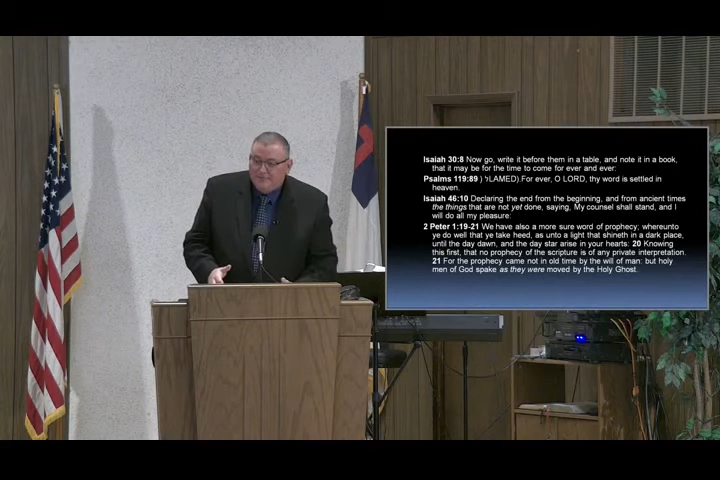 Isaiah 30:8 Now go, write it before them in a table, and note it in a book,
that it may be for the time to come for ever and ever:
Psalms 119:89 ) ל LAMED).For ever, O LORD, thy word is settled in
heaven.
Isaiah 46:10 Declaring the end from the beginning, and from ancient times
the things that are not yet done, saying, My counsel shall stand, and I
will do all my pleasure:
2 Peter 1:19-21 We have also a more sure word of prophecy; whereunto
ye do well that ye take heed, as unto a light that shineth in a dark place,
until the day dawn, and the day star arise in your hearts: 20 Knowing
this first, that no prophecy of the scripture is of any private interpretation.
21 For the prophecy came not in old time by the will of man: but holy
men of God spake as they were moved by the Holy Ghost.